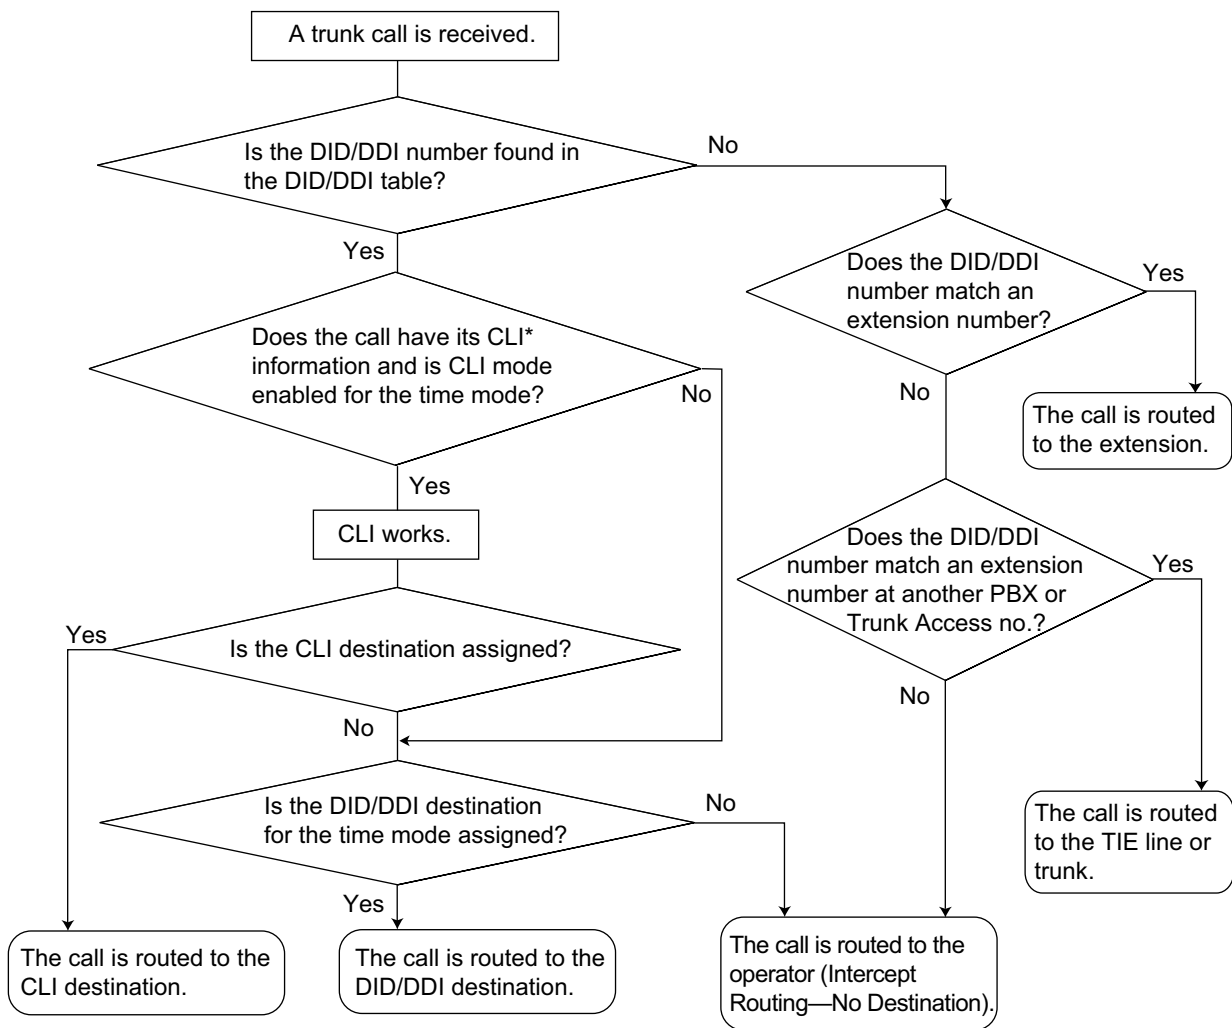 A trunk call is received.
Is the DID/DDI number found in
the DID/DDI table?
No
Yes
Does the DID/DDI
number match an
extension number?
Yes
No
The call is routed
to the extension.
Does the call have its CLI*
information and is CLI mode
enabled for the time mode?
No
Yes
CLI works.
Does the DID/DDI
number match an extension
number at another PBX or
Trunk Access no.?
Yes
No
Is the CLI destination assigned?
Yes
No
Is the DID/DDI destination
for the time mode assigned?
No
Yes
The call is routed
to the TIE line or
trunk.
The call is routed to the
CLI destination.
The call is routed to the
DID/DDI destination.
The call is routed to the
operator (Intercept
Routing—No Destination).